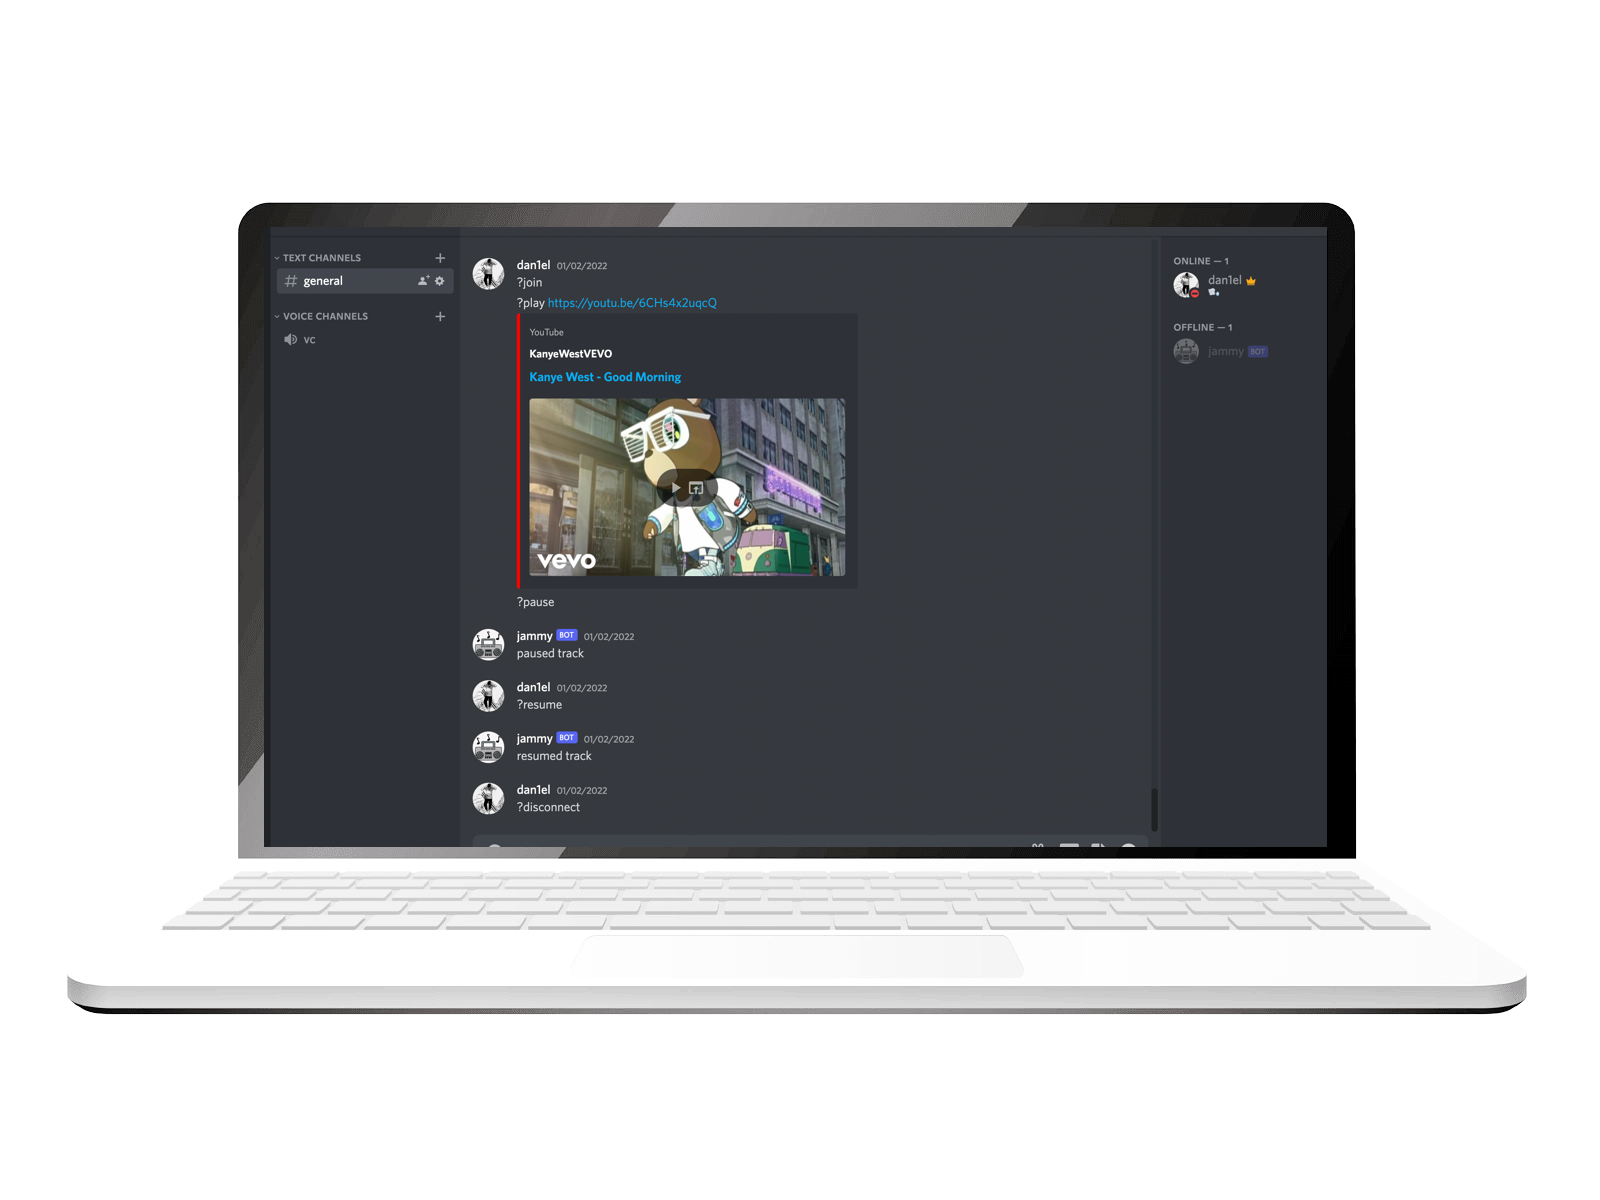 TEXT CHANNELS
general
VOICE CHANNELS
vc
dan1el 01/02/2022
?join
?play https://youtu.be/6CHs4x2uqcQ
YouTube
KanyeWestVEVO
Kanye West - Good Morning
vevo
?pause
jammy BOT 01/02/2022
paused track
dan1el 01/02/2022
?resume
jammy BOT 01/02/2022
resumed track
dan1el 01/02/2022
?disconnect
ONLINE — 1
dan1el
OFFLINE — 1
jammy BOT